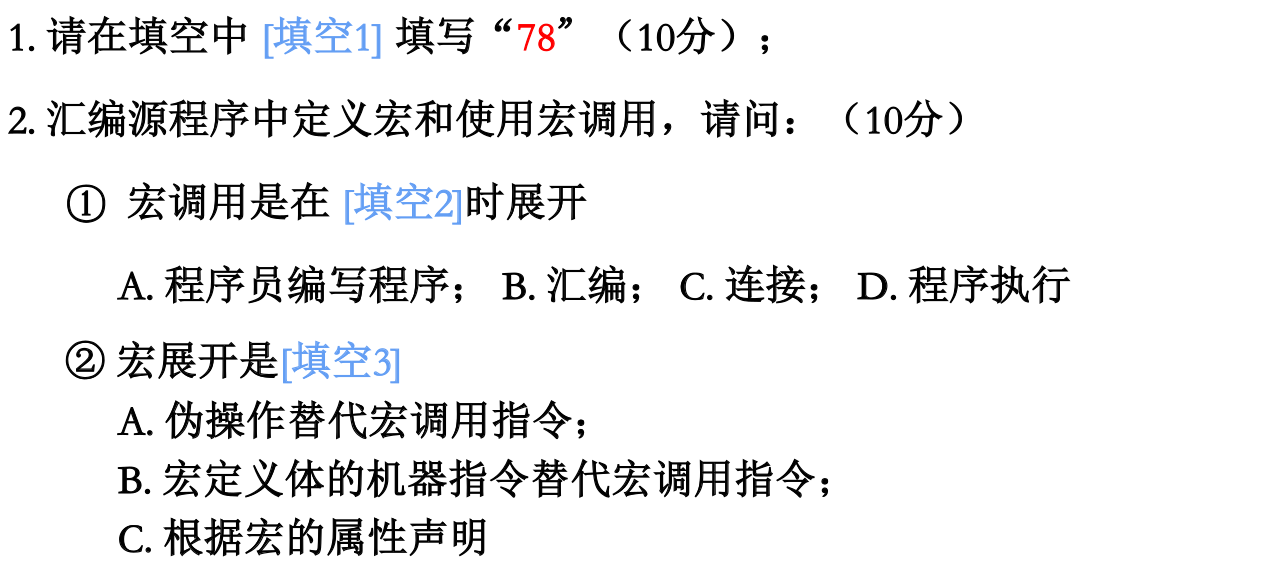 1. 请在填空中 [填空1] 填写“78”（10分）；
2. 汇编源程序中定义宏和使用宏调用，请问：（10分）
① 宏调用是在 [填空2]时展开
A. 程序员编写程序； B. 汇编； C. 连接； D. 程序执行
② 宏展开是[填空3]
A. 伪操作替代宏调用指令；
B. 宏定义体的机器指令替代宏调用指令；
C. 根据宏的属性声明